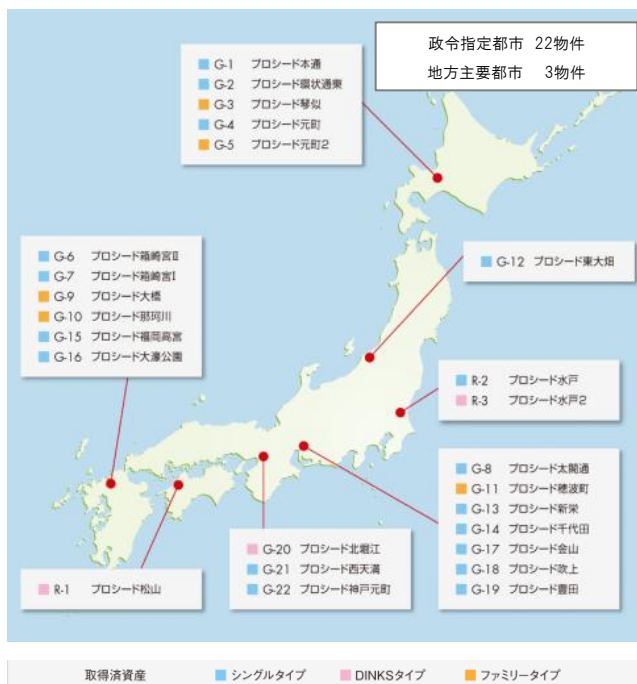 政令指定都市 22物件
地方主要都市 3物件
G-1 プロシード本通
G-2 プロシード環状通東
G-3 プロシード琴似
G-4 プロシード元町
G-5 プロシード元町2
G-6 プロシード箱崎宮Ⅱ
G-7 プロシード箱崎宮Ⅰ
G-9 プロシード大橋
G-10 プロシード那珂川
G-15 プロシード福岡高宮
G-16 プロシード大濠公園
G-12 プロシード東大畑
R-2 プロシード水戸
R-3 プロシード水戸2
G-8 プロシード太閤通
G-11 プロシード穂波町
G-13 プロシード新栄
G-14 プロシード千代田
G-17 プロシード金山
G-18 プロシード吹上
G-19 プロシード豊田
G-20 プロシード北堀江
G-21 プロシード西天満
G-22 プロシード神戸元町
R-1 プロシード松山
取得済資産 シングルタイプ DINKSタイプ ファミリータイプ